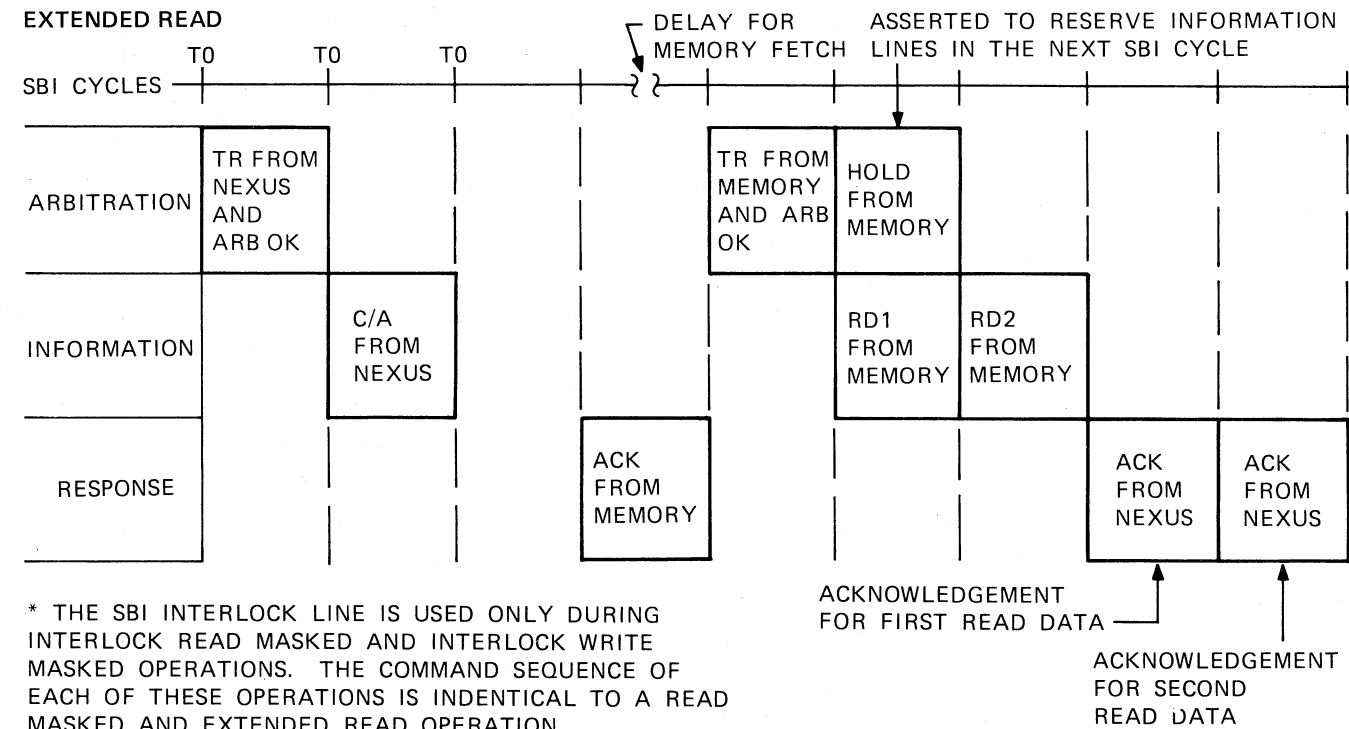 EXTENDED READ
DELAY FOR
MEMORY FETCH
ASSERTED TO RESERVE INFORMATION
LINES IN THE NEXT SBI CYCLE
TO TO TO
SBI CYCLES
ARBITRATION
TR FROM
NEXUS
AND
ARB OK
TR FROM
MEMORY
AND ARB
OK
HOLD
FROM
MEMORY
INFORMATION
C/A
FROM
NEXUS
RD1
FROM
MEMORY
RD2
FROM
MEMORY
RESPONSE
ACK
FROM
MEMORY
ACK
FROM
NEXUS
ACK
FROM
NEXUS
ACKNOWLEDGEMENT
FOR FIRST READ DATA
ACKNOWLEDGEMENT
FOR SECOND
READ DATA
* THE SBI INTERLOCK LINE IS USED ONLY DURING
INTERLOCK READ MASKED AND INTERLOCK WRITE
MASKED OPERATIONS. THE COMMAND SEQUENCE OF
EACH OF THESE OPERATIONS IS INDENTICAL TO A READ
MASKED AND EXTENDED READ OPERATION